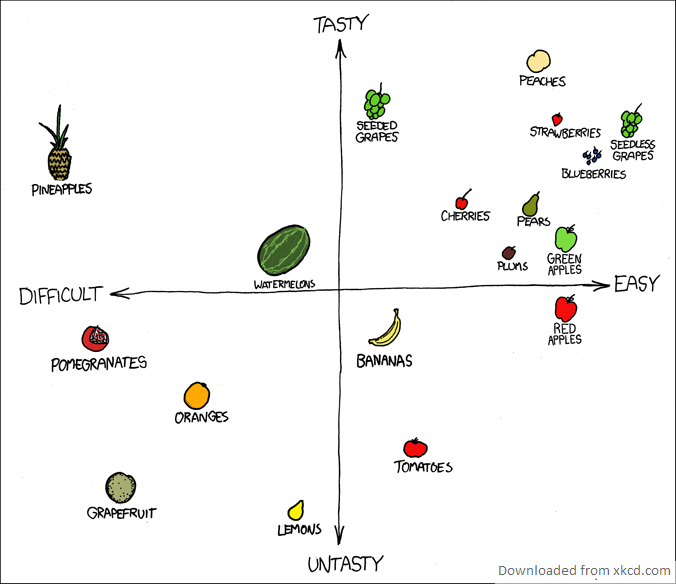 TASTY
PEACHES
SEEDED
GRAPES
STRAWBERRIES
SEEDLESS
GRAPES
BLUEBERRIES
PINEAPPLES
CHERRIES
PEARS
GREEN
APPLES
PLUMS
WATERMELONS
DIFFICULT
EASY
RED
APPLES
BANANAS
POMEGRANATES
ORANGES
TOMATOES
GRAPEFRUIT
LEMONS
UNTASTY
Downloaded from xkcd.com